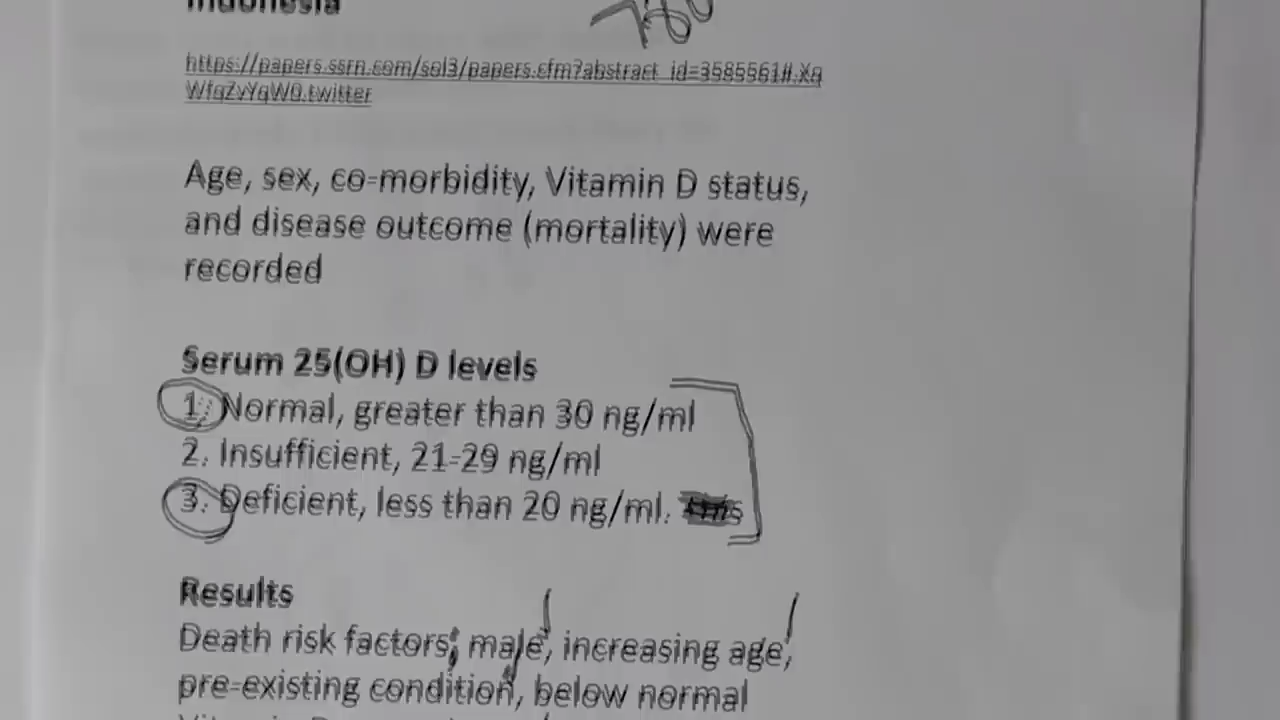 Indonesia
780
https://papers.ssrn.com/sol3/papers.cfm?abstract_id=3585561#.Xq
WfqZvYqW0.twitter
Age, sex, co-morbidity, Vitamin D status,
and disease outcome (mortality) were
recorded
Serum 25(OH) D levels
1. Normal, greater than 30 ng/ml
2. Insufficient, 21-29 ng/ml
3. Deficient, less than 20 ng/ml.
Results
Death risk factors; male, increasing age,
pre-existing condition, below normal
Vitamin D